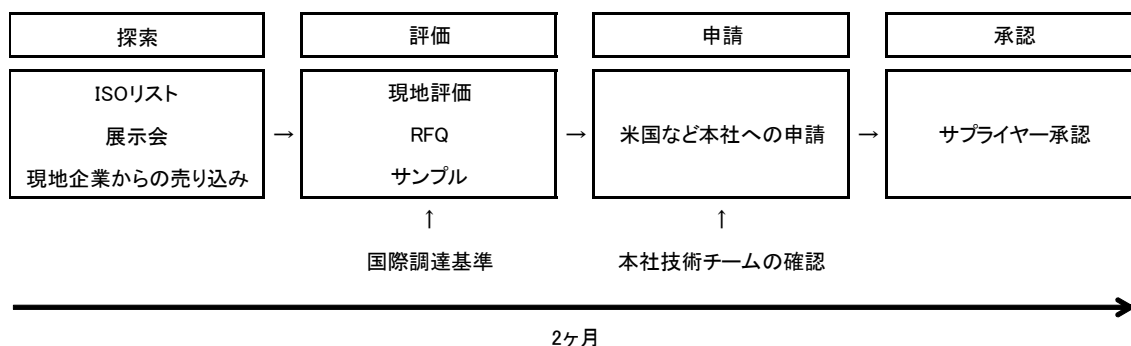 探索
評価
申請
承認
ISOリスト
展示会
現地企業からの売り込み
→
現地評価
RFQ
サンプル
→
米国など本社への申請
→
サプライヤー承認
↑
国際調達基準
↑
本社技術チームの確認
2ヶ月